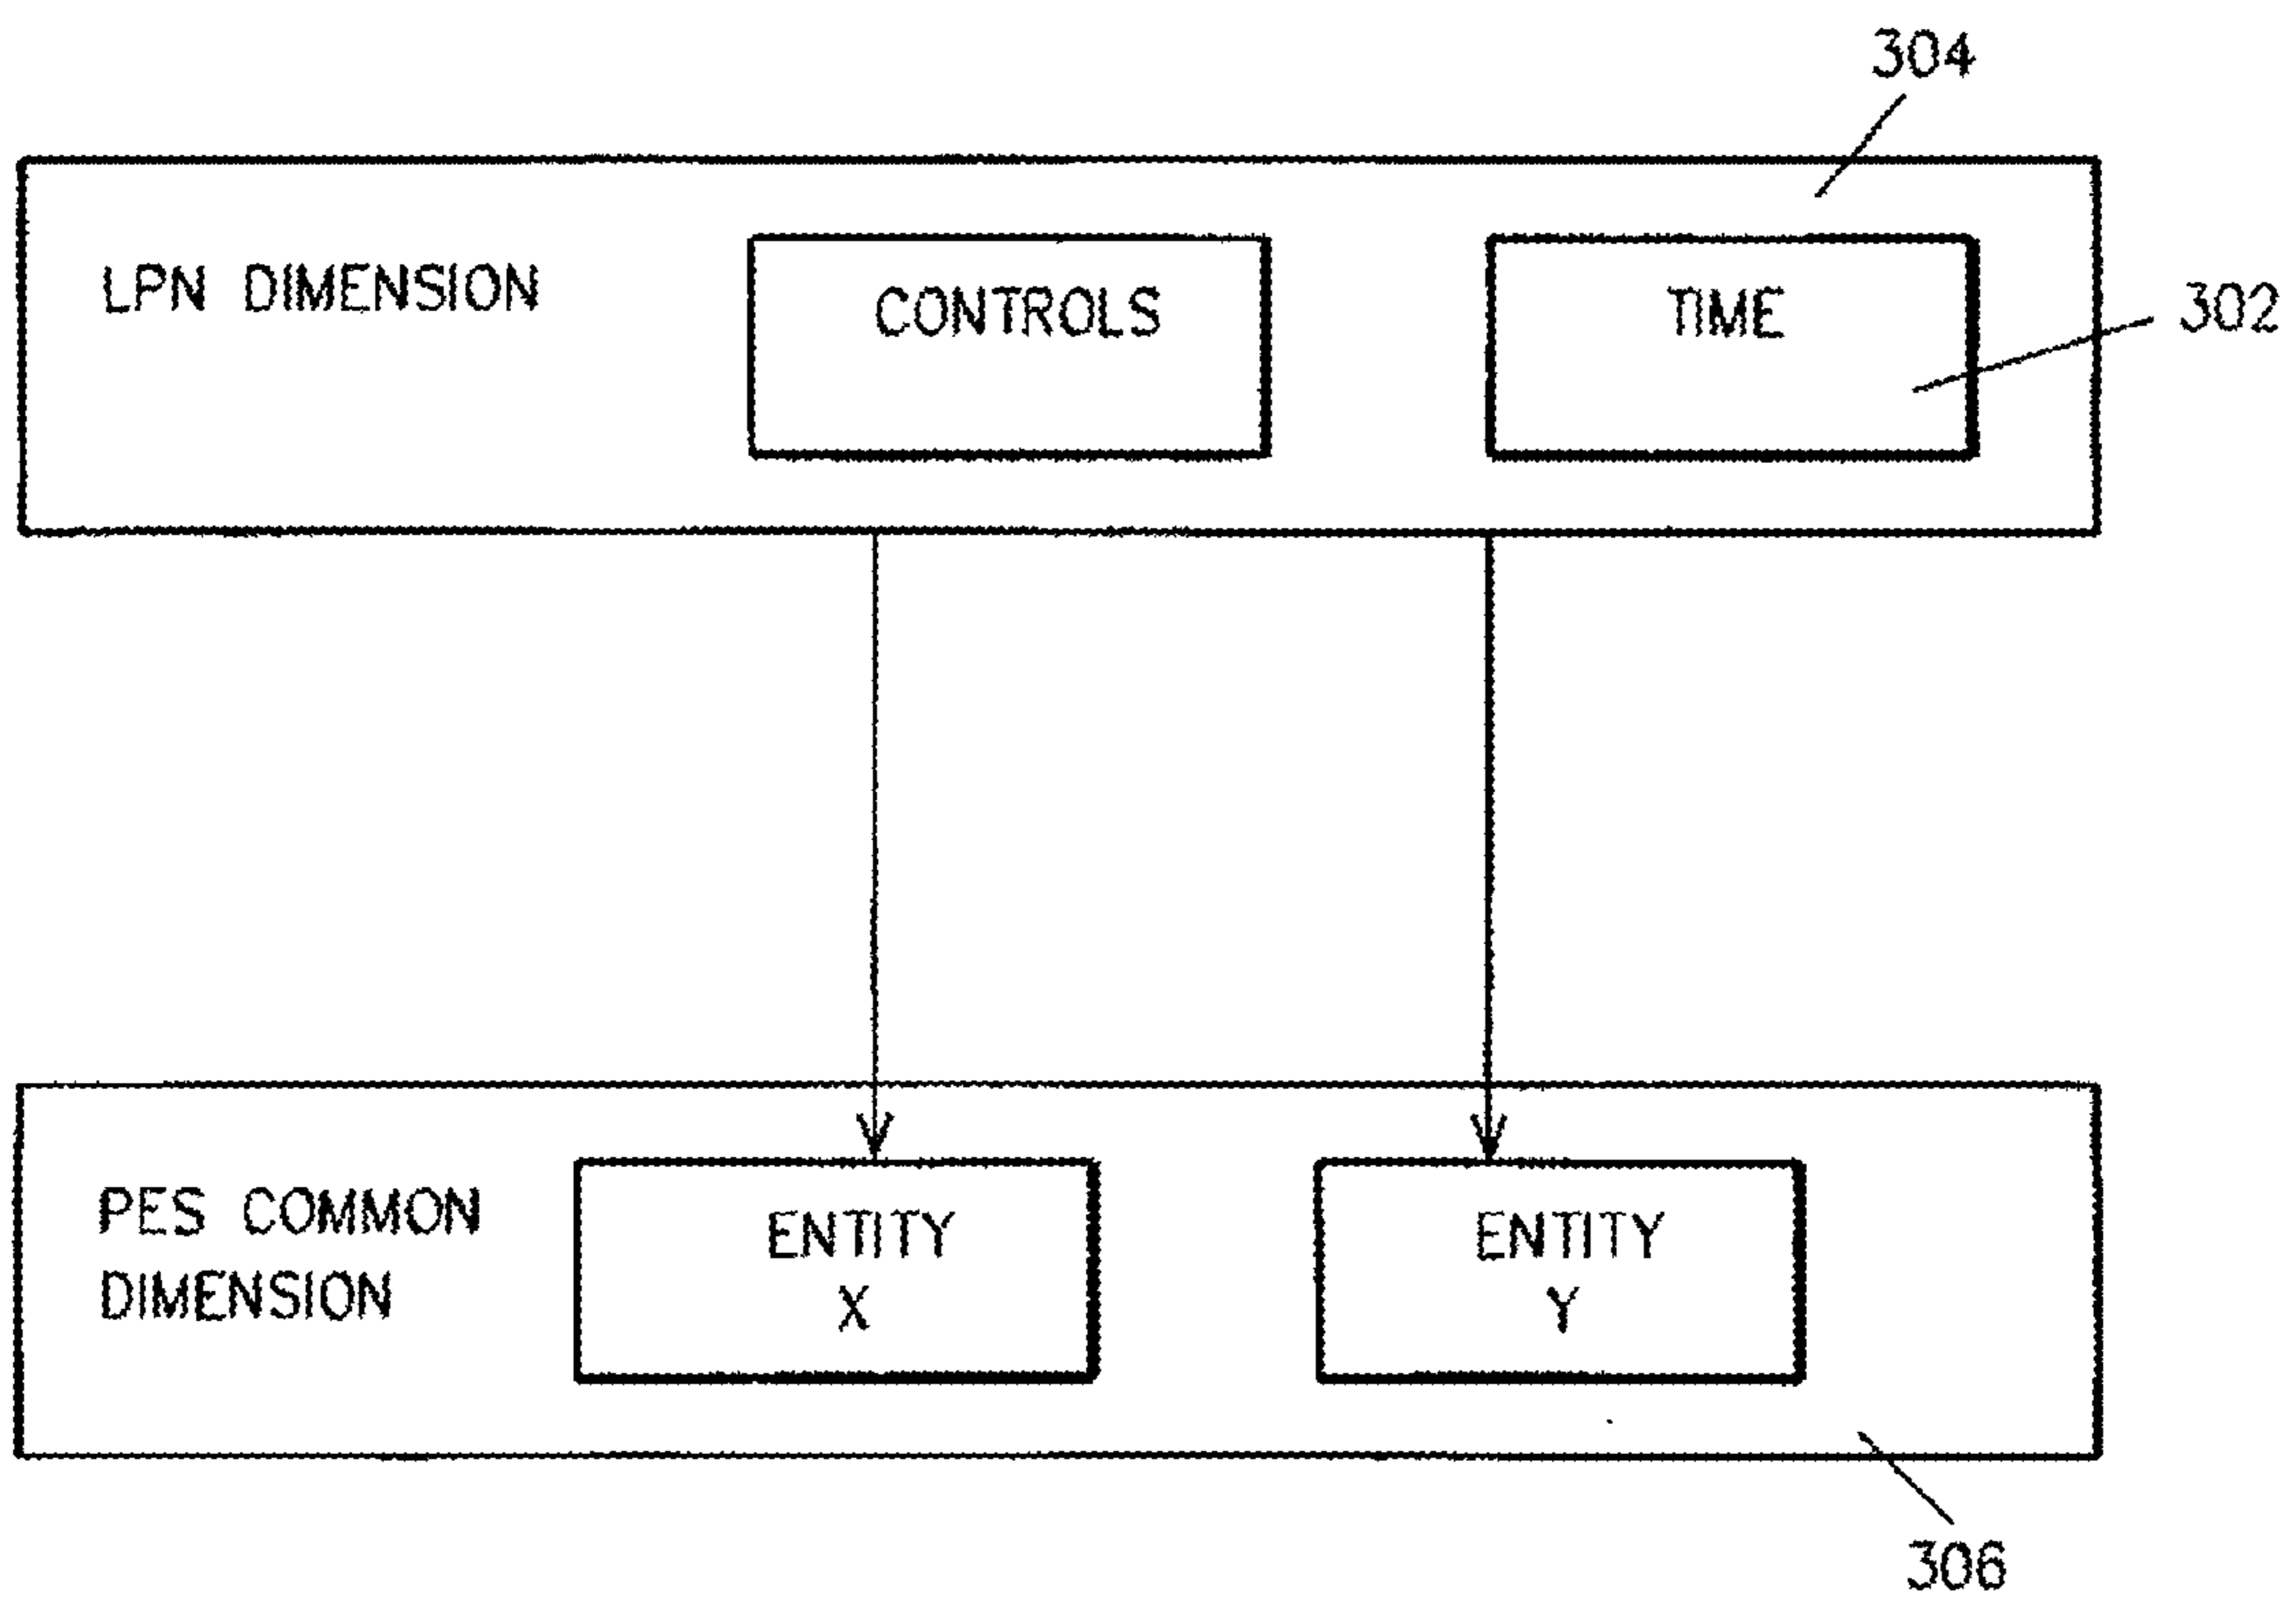 304
LPN DIMENSION
CONTROLS
TIME
302
PES COMMON
DIMENSION
ENTITY
X
ENTITY
Y
306